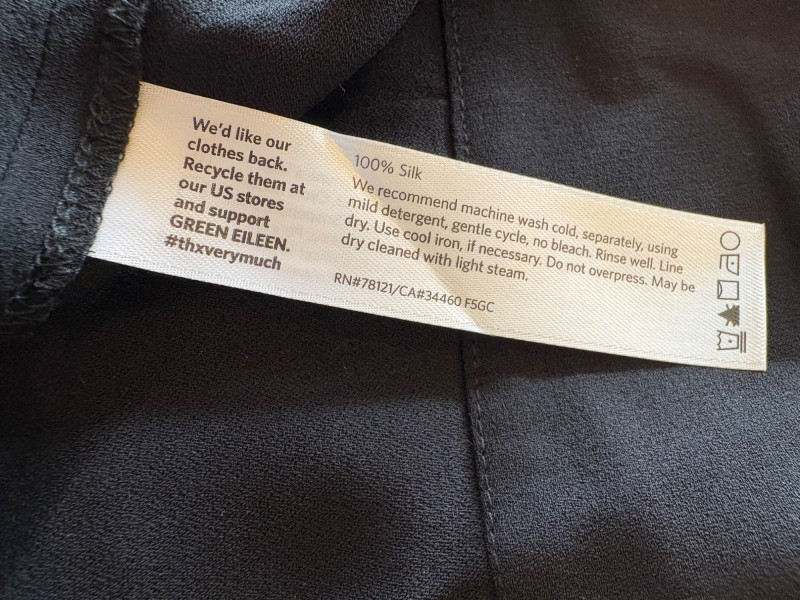 We'd like our
clothes back.
Recycle them at
our US stores
and support
GREEN EILEEN.
#thxverymuch
100% Silk
We recommend machine wash cold, separately, using
mild detergent, gentle cycle, no bleach. Rinse well. Line
dry. Use cool iron, if necessary. Do not overpress. May be
dry cleaned with light steam.
RN#78121/CA#34460 F5GC